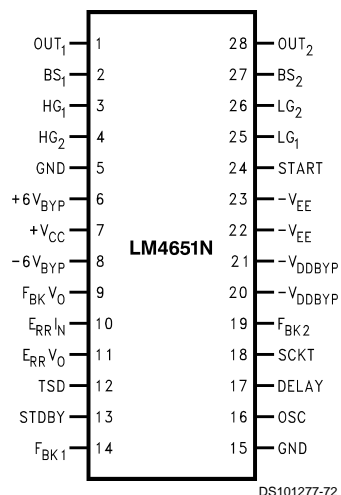 OUT1 1 28 OUT2
BS1 2 27 BS2
HG1 3 26 LG2
HG2 4 25 LG1
GND 5 24 START
+6VBYP 6 23 −VEE
+VCC 7 22 −VEE
LM4651N
−6VBYP 8 21 −VDDBYP
FBKVO 9 20 −VDDBYP
ERRIN 10 19 FBK2
ERRVO 11 18 SCKT
TSD 12 17 DELAY
STDBY 13 16 OSC
FBK1 14 15 GND
DS101277-72